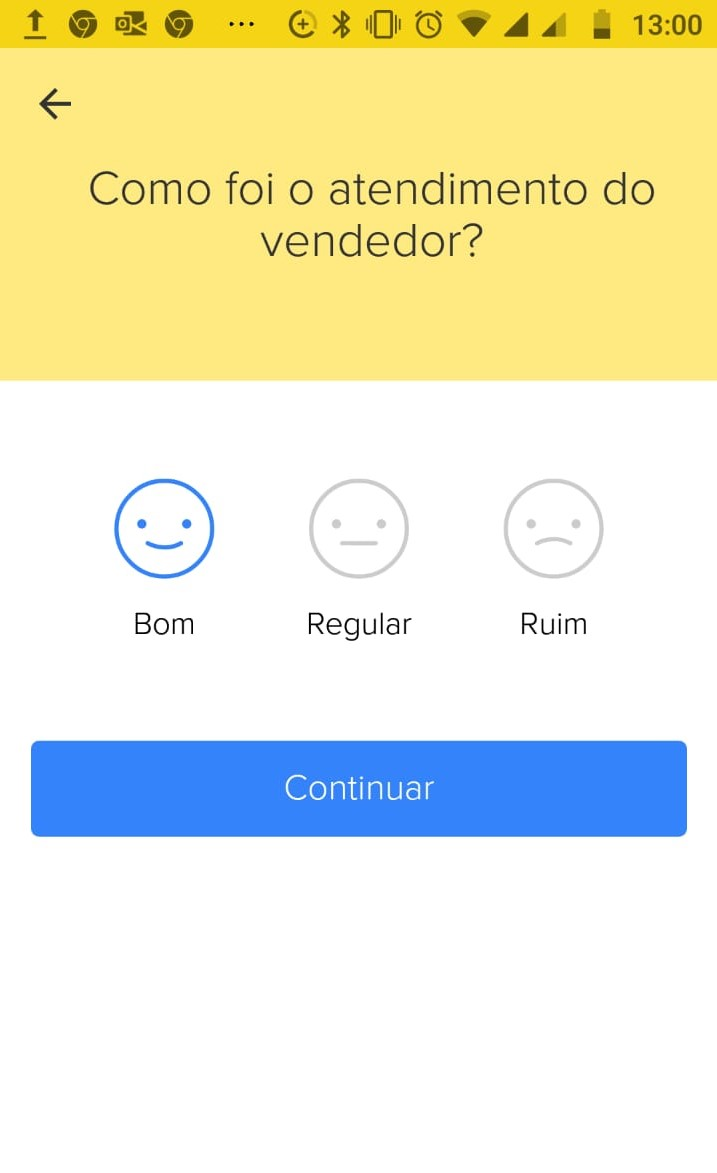 13:00
Como foi o atendimento do
vendedor?
Bom
Regular
Ruim
Continuar